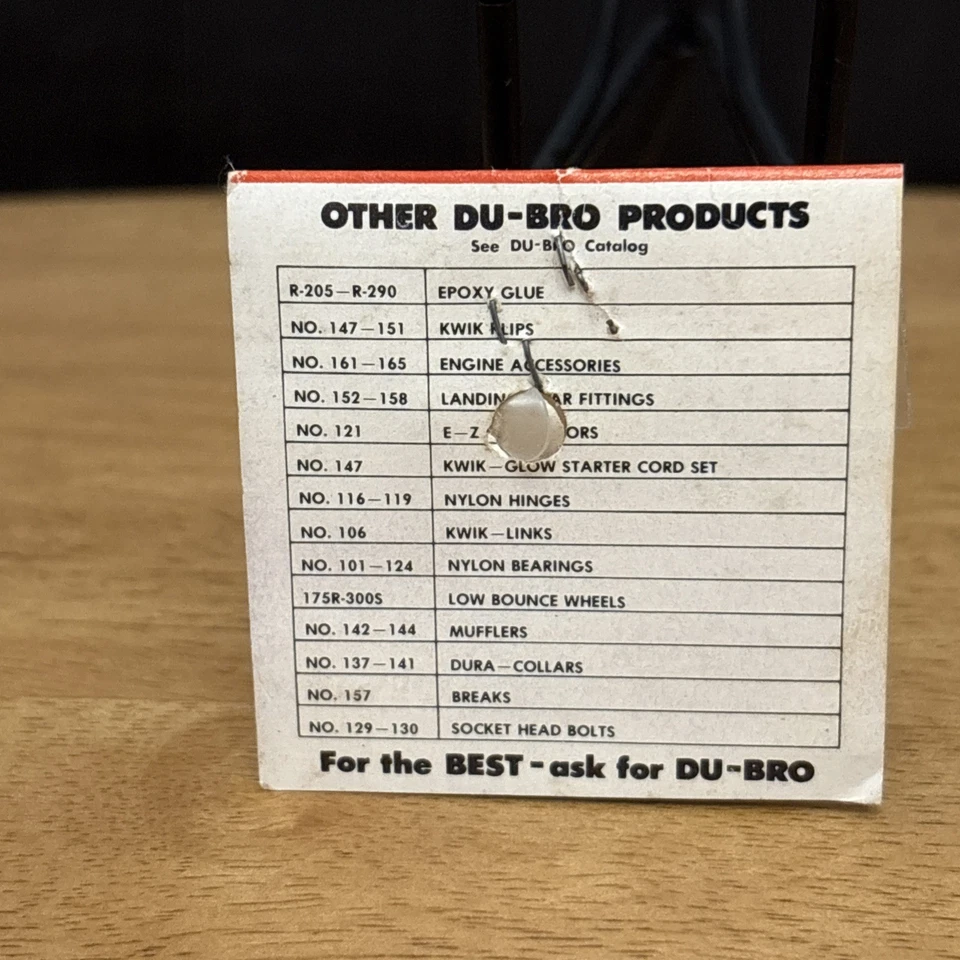 OTHER DU-BRO PRODUCTS
See DU-BRO Catalog
R-205—R-290 EPOXY GLUE
NO. 147—151 KWIK
NO. 161—165 ENGINE ACCESSORIES
NO. 152—158 FITTINGS
NO. 121 E-Z
NO. 147 KWIK-GLOW STARTER CORD SET
NO. 116—119 NYLON HINGES
NO. 106 KWIK-LINKS
NO. 101—124 NYLON BEARINGS
175R-300S LOW BOUNCE WHEELS
NO. 142—144 MUFFLERS
NO. 137—141 DURA-COLLARS
NO. 157 BREAKS
NO. 129—130 SOCKET HEAD BOLTS
For the BEST - ask for DU-BRO